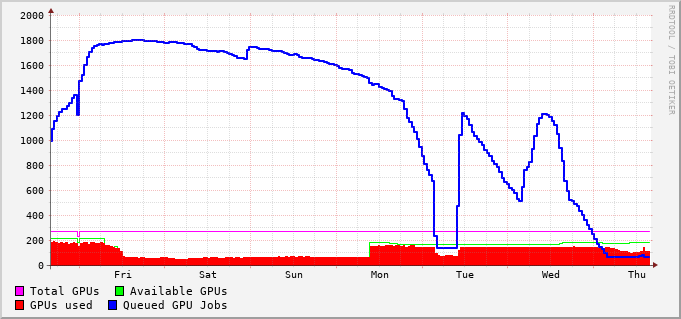 2000
1800
1600
1400
1200
1000
800
600
400
200
0
Fri Sat Sun Mon Tue Wed Thu
Total GPUs Available GPUs
GPUs used Queued GPU Jobs
RRDTOOL / TOBI OETIKER